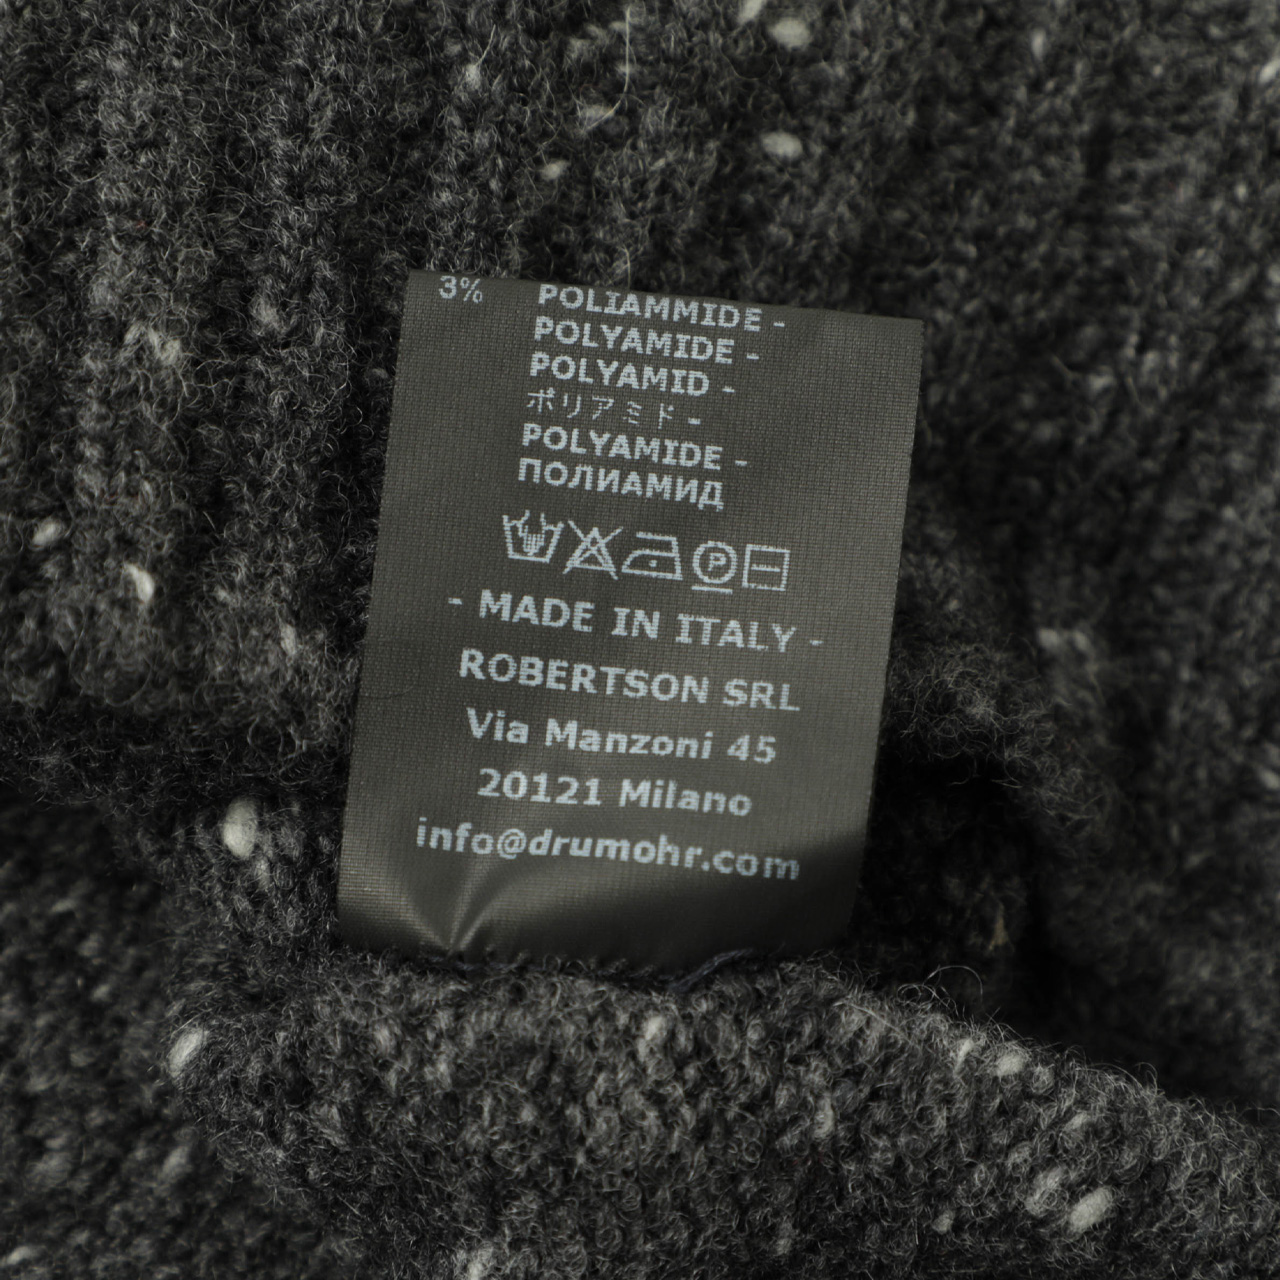 3% POLIAMMIDE -
POLYAMIDE -
POLYAMID -
ポリアミド -
POLYAMIDE -
ПОЛИАМИД
P
- MADE IN ITALY -
ROBERTSON SRL
Via Manzoni 45
20121 Milano
info@drumohr.com